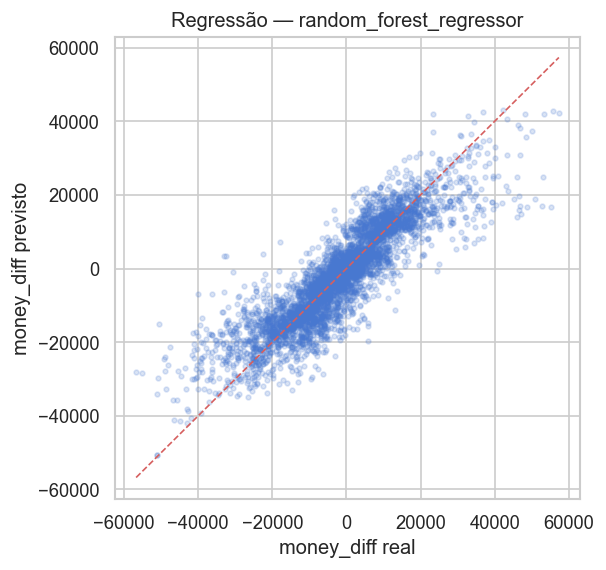 Regressão — random_forest_regressor
money_diff previsto
60000
40000
20000
0
−20000
−40000
−60000
−60000 −40000 −20000 0 20000 40000 60000
money_diff real